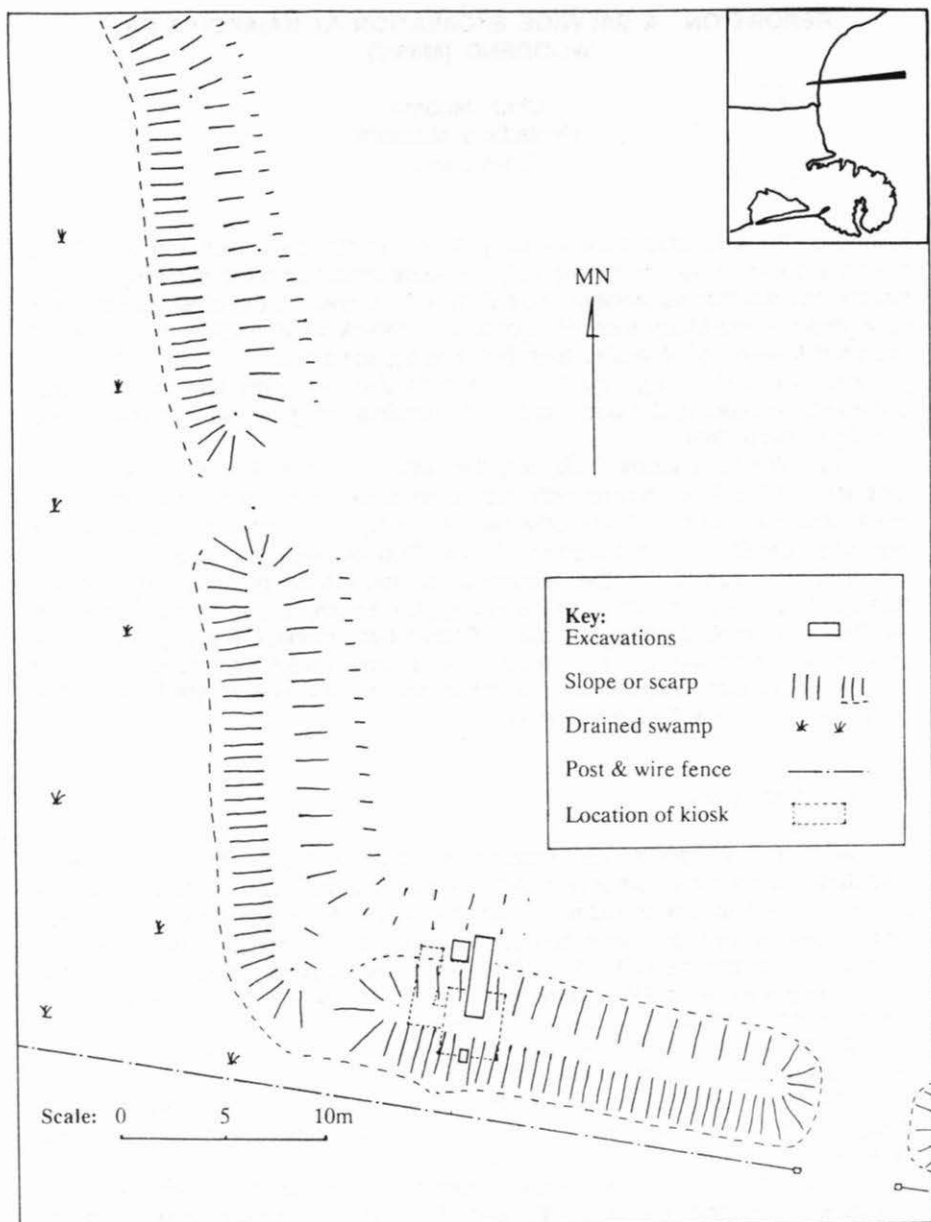 MN
Key:
Excavations
Slope or scarp
Drained swamp
Post & wire fence
Location of kiosk
Scale: 0 5 10m